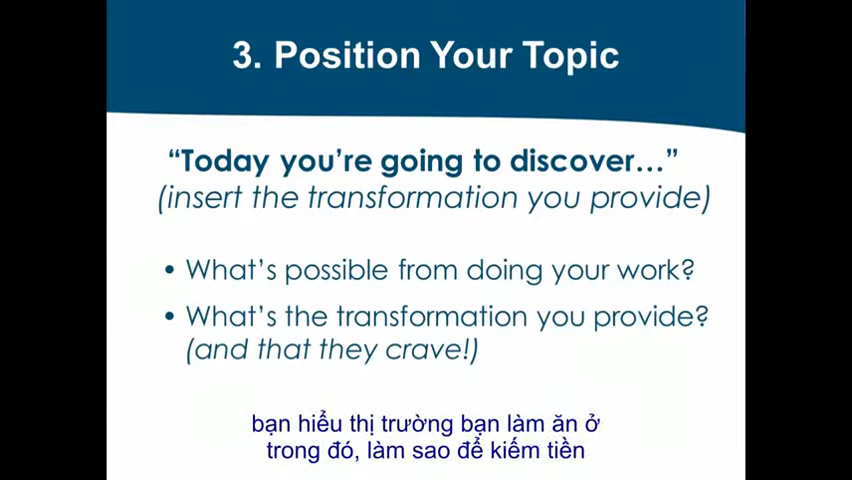 3. Position Your Topic
“Today you’re going to discover…”
(insert the transformation you provide)
• What’s possible from doing your work?
• What’s the transformation you provide?
(and that they crave!)
bạn hiểu thị trường bạn làm ăn ở
trong đó, làm sao để kiếm tiền